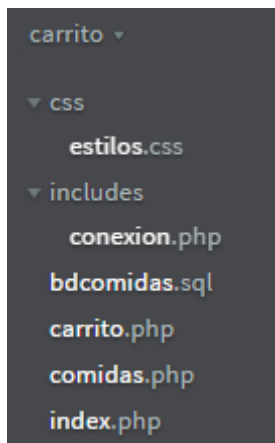 carrito
css
estilos.css
includes
conexion.php
bdcomidas.sql
carrito.php
comidas.php
index.php